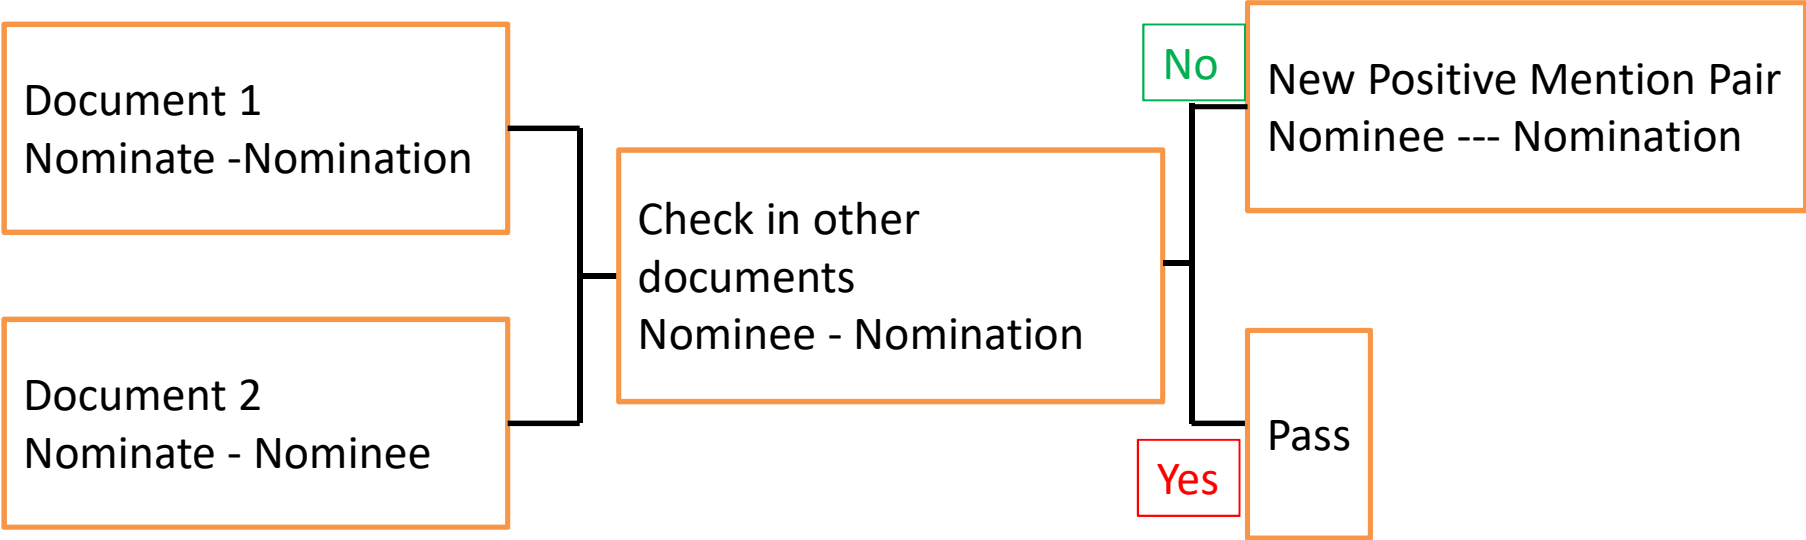 Document 1
Nominate -Nomination
Document 2
Nominate - Nominee
Check in other
documents
Nominee - Nomination
No
New Positive Mention Pair
Nominee --- Nomination
Yes
Pass